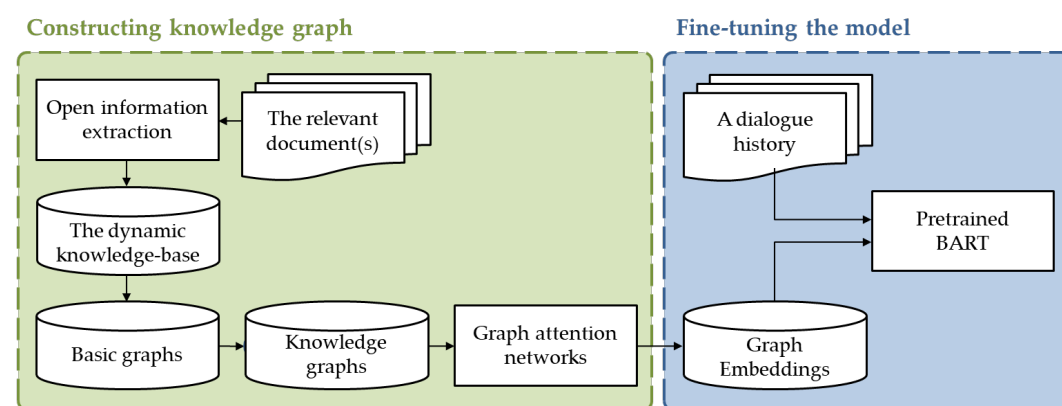 Constructing knowledge graph
Fine-tuning the model
Open information
extraction
The relevant
document(s)
A dialogue
history
The dynamic
knowledge-base
Pretrained
BART
Basic graphs
Knowledge
graphs
Graph attention
networks
Graph
Embeddings